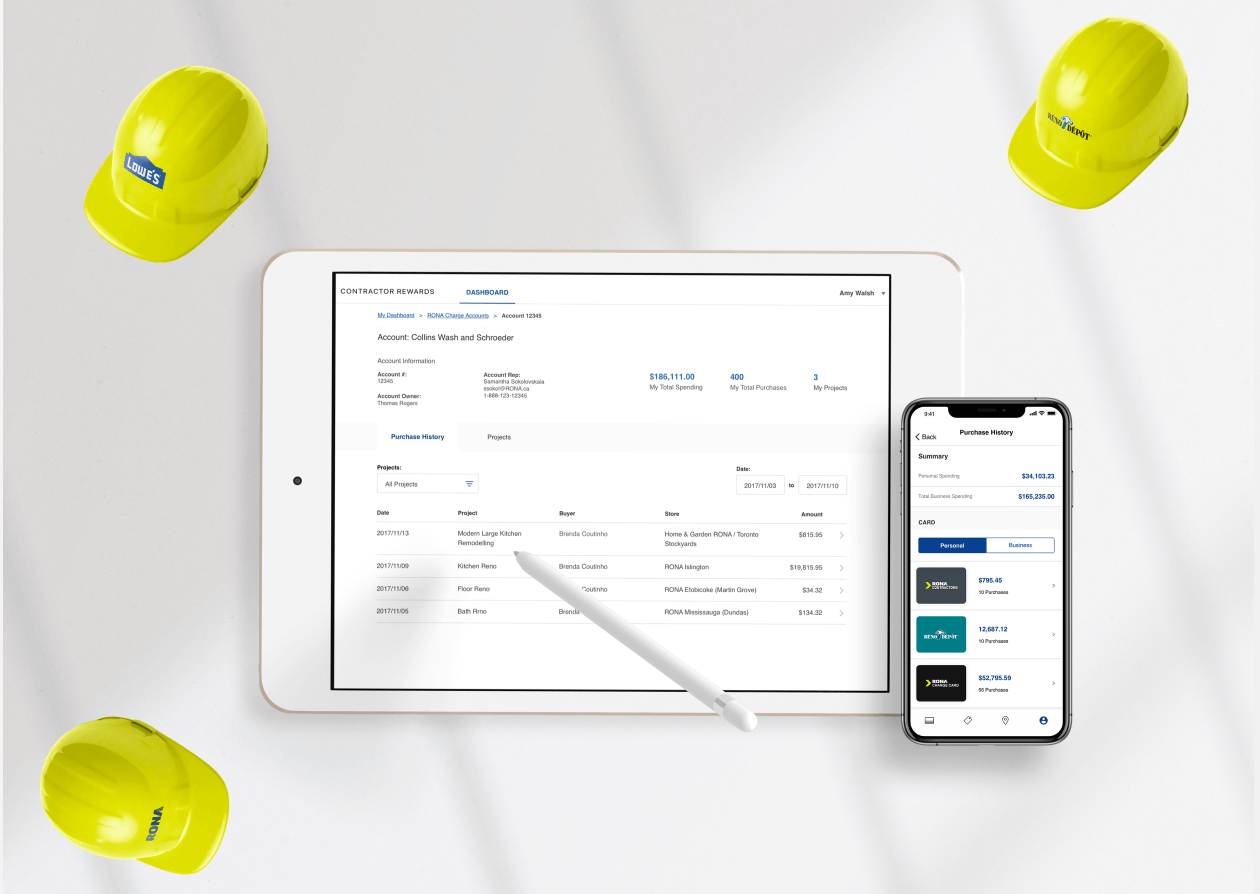 LOWE'S
RÉNO DÉPÔT
CONTRACTOR REWARDS
DASHBOARD
Amy Walsh
My Dashboard > RONA Charge Accounts > Account 12345
Account: Collins Wash and Schroeder
Account Information
Account #:
12345
Account Owner:
Thomas Rogers
Account Rep:
Samantha Sokolovskaia
ssokol@RONA.ca
1-888-123-12345
$186,111.00
My Total Spending
400
My Total Purchases
3
My Projects
Purchase History
Projects
Projects:
All Projects
Date:
2017/11/03 to 2017/11/10
Date Project Buyer Store Amount
2017/11/13 Modern Large Kitchen Brenda Coutinho Home & Garden RONA / Toronto $815.95
Remodelling Stockyards
2017/11/09 Kitchen Reno Brenda Coutinho RONA Islington $19,815.95
2017/11/06 Floor Reno Coutinho RONA Etobicoke (Martin Grove) $34.32
2017/11/05 Bath Rrno Brenda RONA Mississauga (Dundas) $134.32
9:41
Back
Purchase History
Summary
Personal Spending $34,103.23
Total Business Spending $165,235.00
CARD
Personal Business
RONA
CONTRACTORS
$795.45
10 Purchases
RÉNO DÉPÔT
12,687.12
10 Purchases
RONA
CHARGE CARD
$52,795.59
56 Purchases
RONA